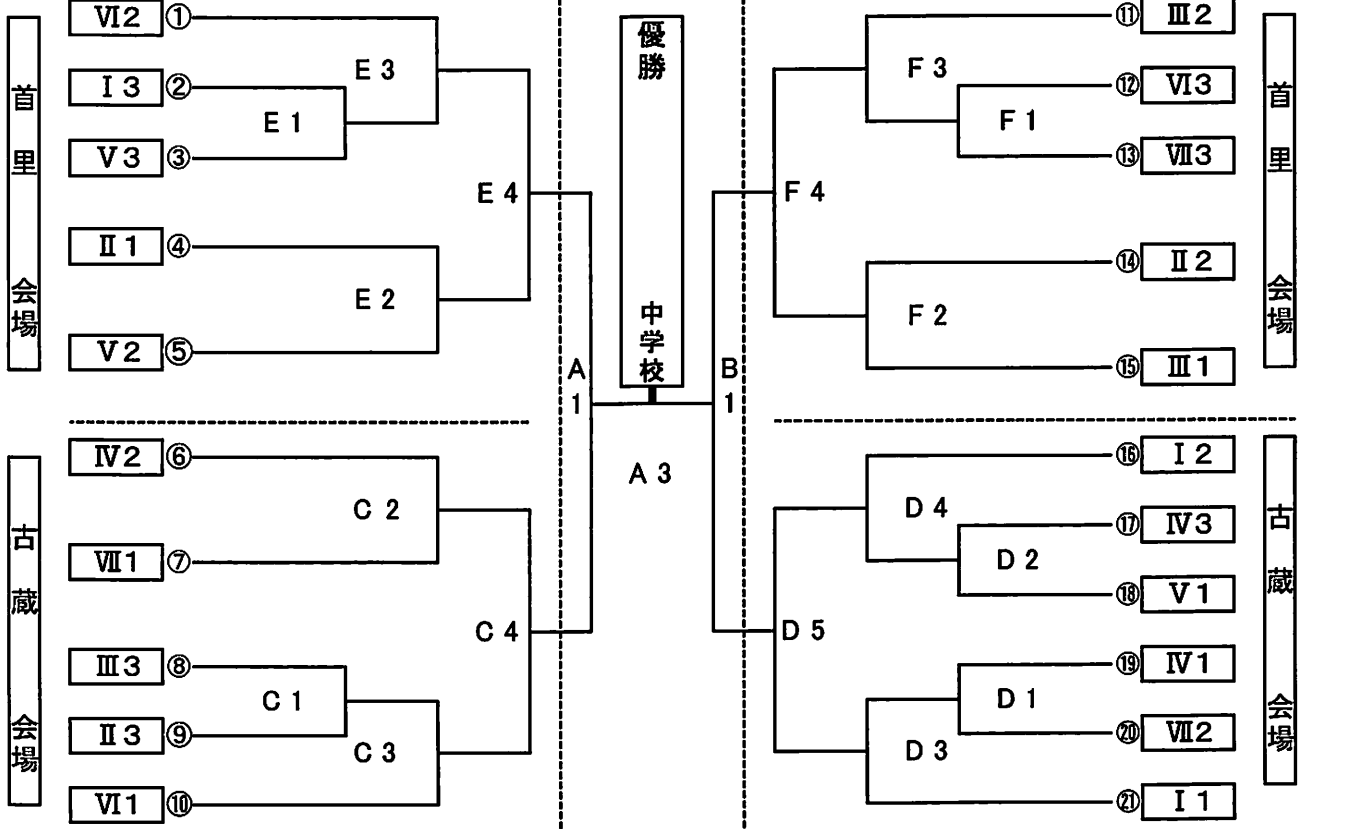 首里会場
Ⅵ2 ①
Ⅰ3 ②
Ⅴ3 ③
Ⅱ1 ④
Ⅴ2 ⑤
E3
E1
E4
E2
古蔵会場
Ⅳ2 ⑥
Ⅶ1 ⑦
Ⅲ3 ⑧
Ⅱ3 ⑨
Ⅵ1 ⑩
C2
C4
C1
C3
A1
優勝 中学校
A3
B1
⑪ Ⅲ2
⑫ Ⅵ3
⑬ Ⅶ3
⑭ Ⅱ2
⑮ Ⅲ1
F3
F1
F4
F2
首里会場
⑯ Ⅰ2
⑰ Ⅳ3
⑱ Ⅴ1
⑲ Ⅳ1
⑳ Ⅶ2
㉑ Ⅰ1
D4
D2
D5
D1
D3
古蔵会場